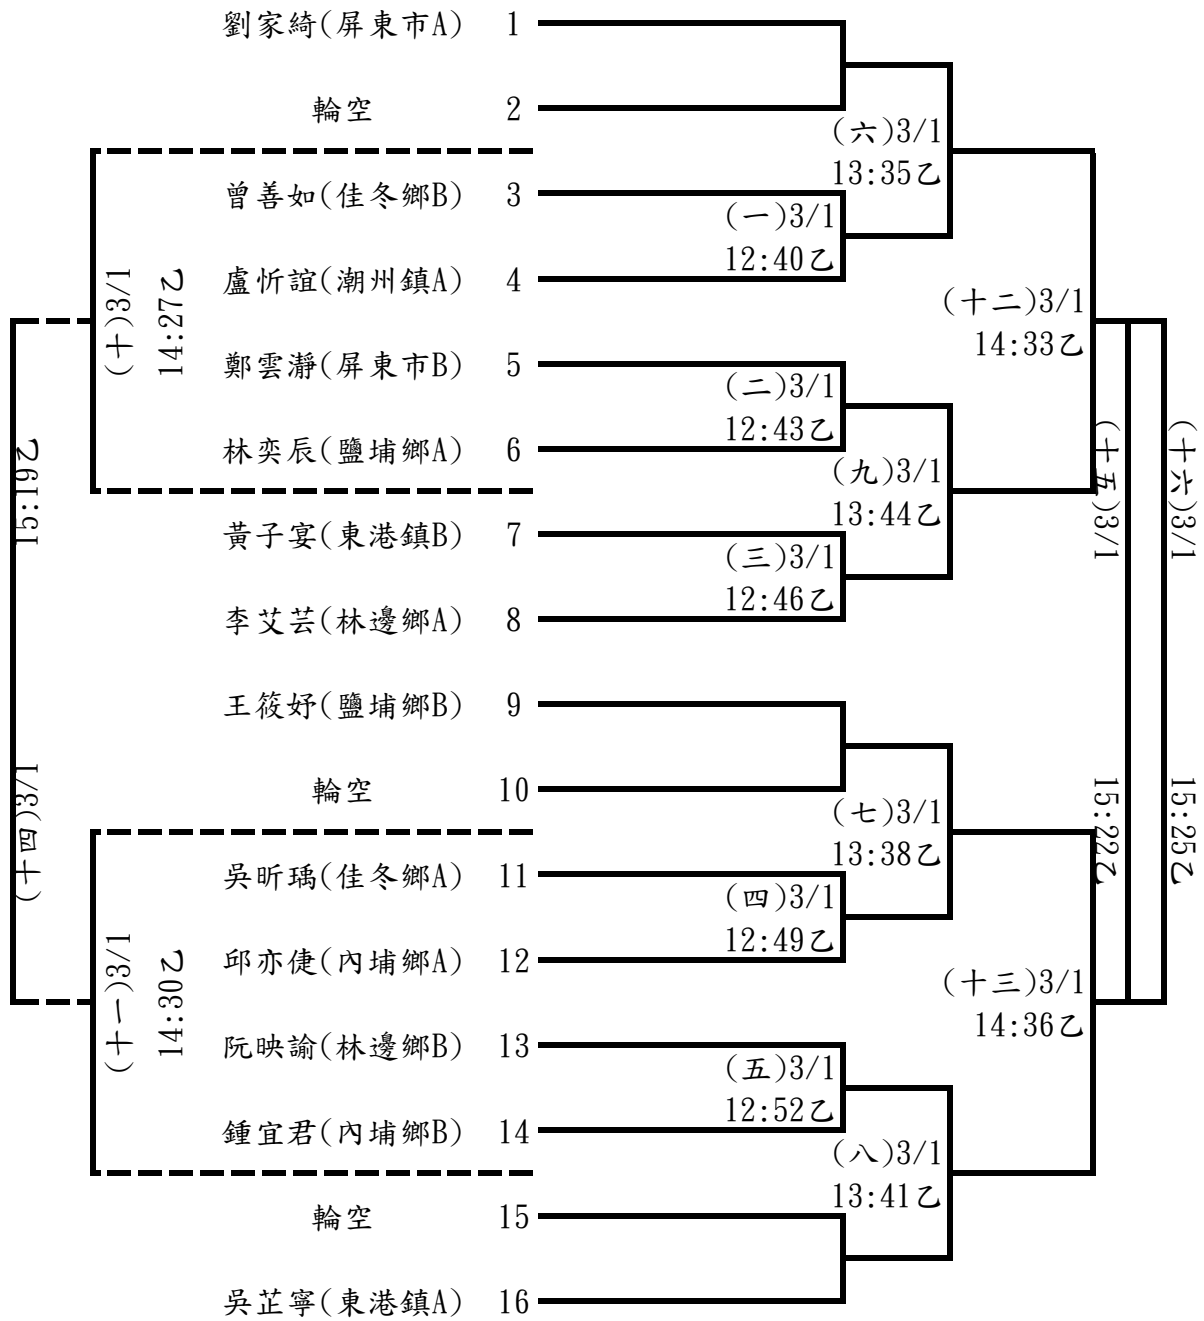 劉家綺(屏東市A) 1
輪空 2
(六)3/1
13:35乙
曾善如(佳冬鄉B) 3
(一)3/1
12:40乙
盧忻誼(潮州鎮A) 4
(十)3/1
14:27乙
(十二)3/1
14:33乙
鄭雲瀞(屏東市B) 5
(二)3/1
12:43乙
林奕辰(鹽埔鄉A) 6
(九)3/1
13:44乙
黃子宴(東港鎮B) 7
(三)3/1
12:46乙
李艾芸(林邊鄉A) 8
(十四)3/1
15:19乙
(十五)3/1
15:22乙
(十六)3/1
15:25乙
王筱妤(鹽埔鄉B) 9
輪空 10
(七)3/1
13:38乙
吳昕瑀(佳冬鄉A) 11
(四)3/1
12:49乙
邱亦倢(內埔鄉A) 12
(十一)3/1
14:30乙
(十三)3/1
14:36乙
阮映諭(林邊鄉B) 13
(五)3/1
12:52乙
鍾宜君(內埔鄉B) 14
(八)3/1
13:41乙
輪空 15
吳芷寧(東港鎮A) 16